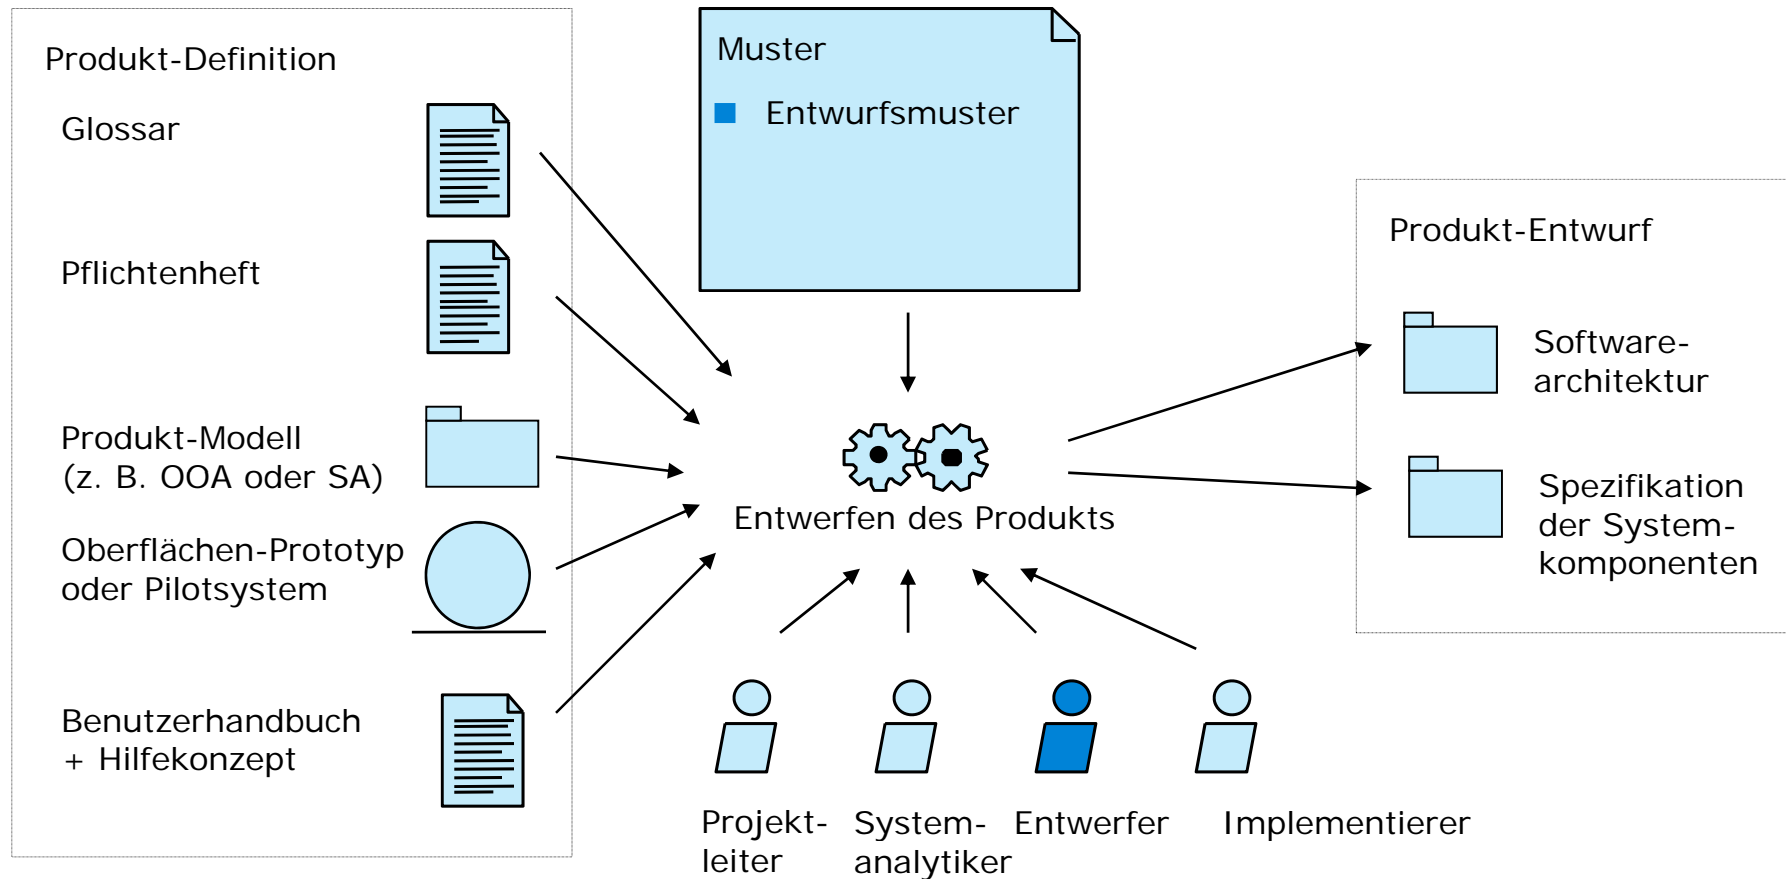 Produkt-Definition
Glossar
Pflichtenheft
Produkt-Modell
(z. B. OOA oder SA)
Oberflächen-Prototyp
oder Pilotsystem
Benutzerhandbuch
+ Hilfekonzept
Muster
Entwurfsmuster
Entwerfen des Produkts
Projekt-
leiter
System-
analytiker
Entwerfer
Implementierer
Produkt-Entwurf
Software-
architektur
Spezifikation
der System-
komponenten